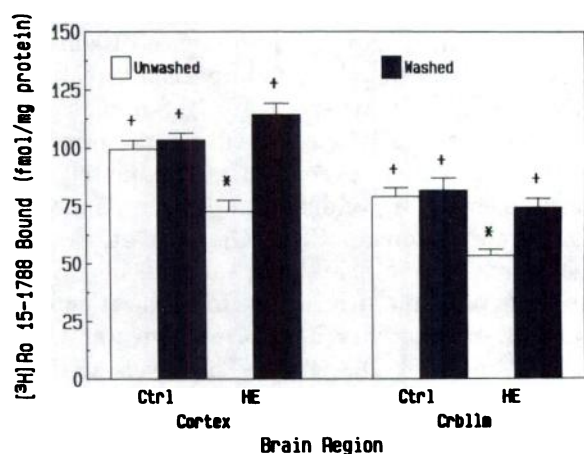 [³H]Ro 15-1788 Bound (fmol/mg protein)
150
125
100
75
50
25
0
Unwashed
Washed
+
+
*
+
+
+
*
+
Ctrl
HE
Ctrl
HE
Cortex
Crbllm
Brain Region